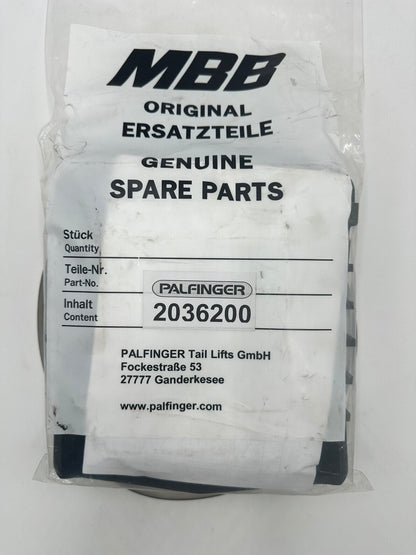 MBB
ORIGINAL
ERSATZTEILE
GENUINE
SPARE PARTS
Stück
Quantity
Teile-Nr.
Part-No.
PALFINGER
Inhalt
Content
2036200
PALFINGER Tail Lifts GmbH
Fockestraße 53
27777 Ganderkesee
www.palfinger.com